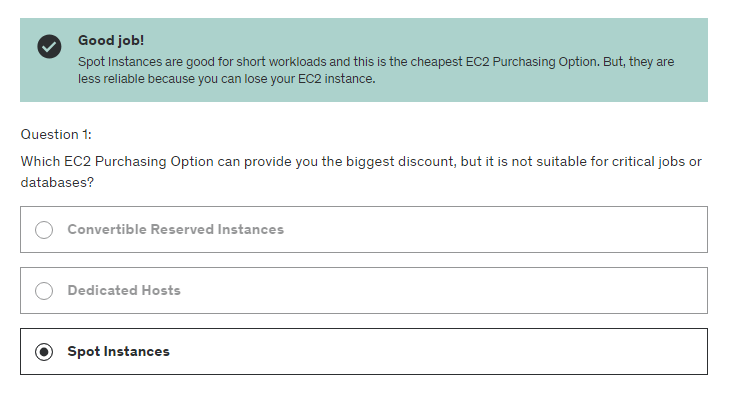 Good job!
Spot Instances are good for short workloads and this is the cheapest EC2 Purchasing Option. But, they are
less reliable because you can lose your EC2 instance.
Question 1:
Which EC2 Purchasing Option can provide you the biggest discount, but it is not suitable for critical jobs or
databases?
Convertible Reserved Instances
Dedicated Hosts
Spot Instances